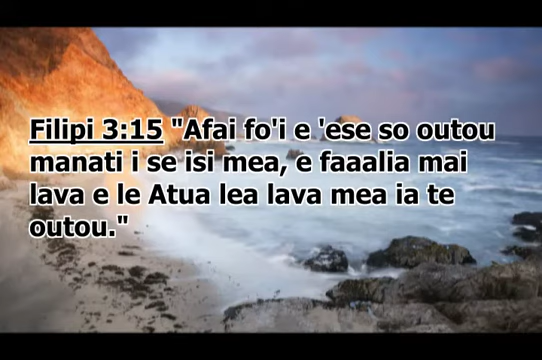 Filipi 3:15 "Afai fo'i e 'ese so outou
manati i se isi mea, e faaalia mai
lava e le Atua lea lava mea ia te
outou."